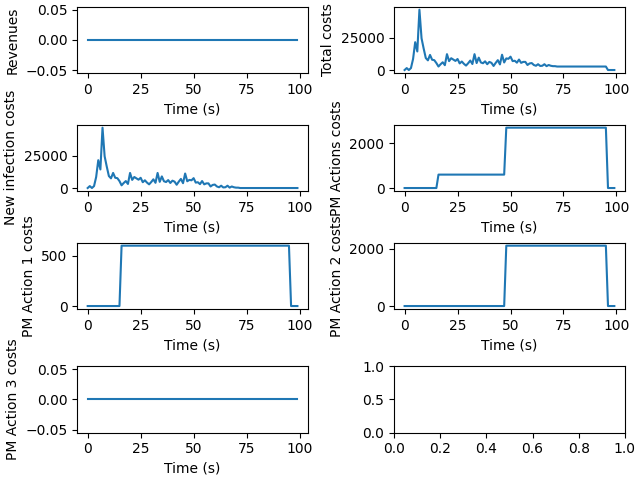 Revenues
0.05
0.00
−0.05
0 25 50 75 100
Time (s)
Total costs
25000
0
0 25 50 75 100
Time (s)
New infection costs
25000
0
0 25 50 75 100
Time (s)
PM Actions costs
2000
0
0 25 50 75 100
Time (s)
PM Action 1 costs
500
0
0 25 50 75 100
Time (s)
PM Action 2 costs
2000
0
0 25 50 75 100
Time (s)
PM Action 3 costs
0.05
0.00
−0.05
0 25 50 75 100
Time (s)
1.0
0.5
0.0
0.0 0.2 0.4 0.6 0.8 1.0